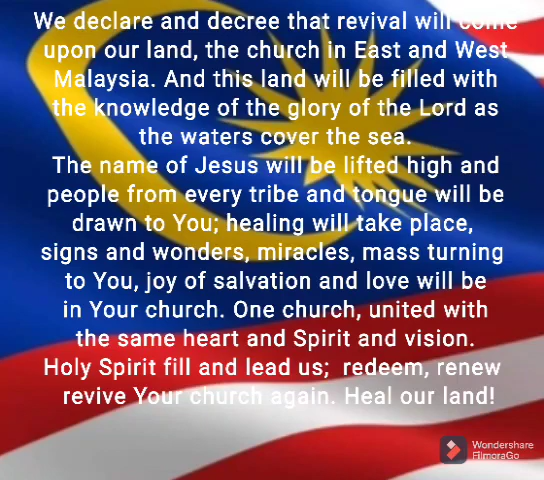 We declare and decree that revival will come
upon our land, the church in East and West
Malaysia. And this land will be filled with
the knowledge of the glory of the Lord as
the waters cover the sea.
The name of Jesus will be lifted high and
people from every tribe and tongue will be
drawn to You; healing will take place,
signs and wonders, miracles, mass turning
to You, joy of salvation and love will be
in Your church. One church, united with
the same heart and Spirit and vision.
Holy Spirit fill and lead us; redeem, renew
revive Your church again. Heal our land!
Wondershare
FilmoraGo